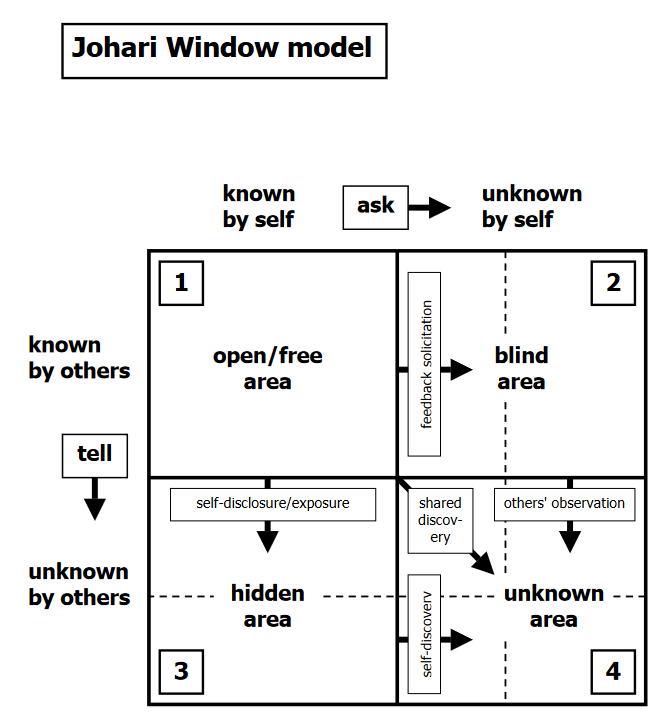 Johari Window model
known
by self
ask
unknown
by self
1
2
known
by others
open/free
area
feedback solicitation
blind
area
tell
self-disclosure/exposure
shared
discov-
ery
others' observation
unknown
by others
hidden
area
self-discovery
unknown
area
3
4